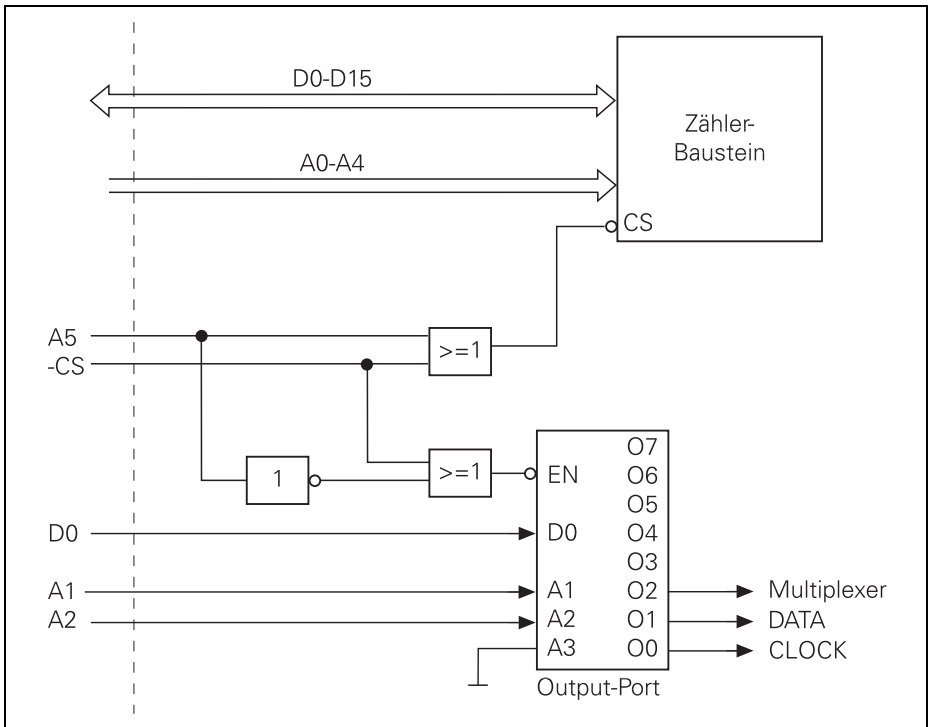 D0-D15
Zähler-
Baustein
A0-A4
CS
A5
-CS
>=1
1
>=1
EN
D0
D0
A1
A1
A2
A2
A3
O7
O6
O5
O4
O3
O2
O1
O0
Multiplexer
DATA
CLOCK
Output-Port